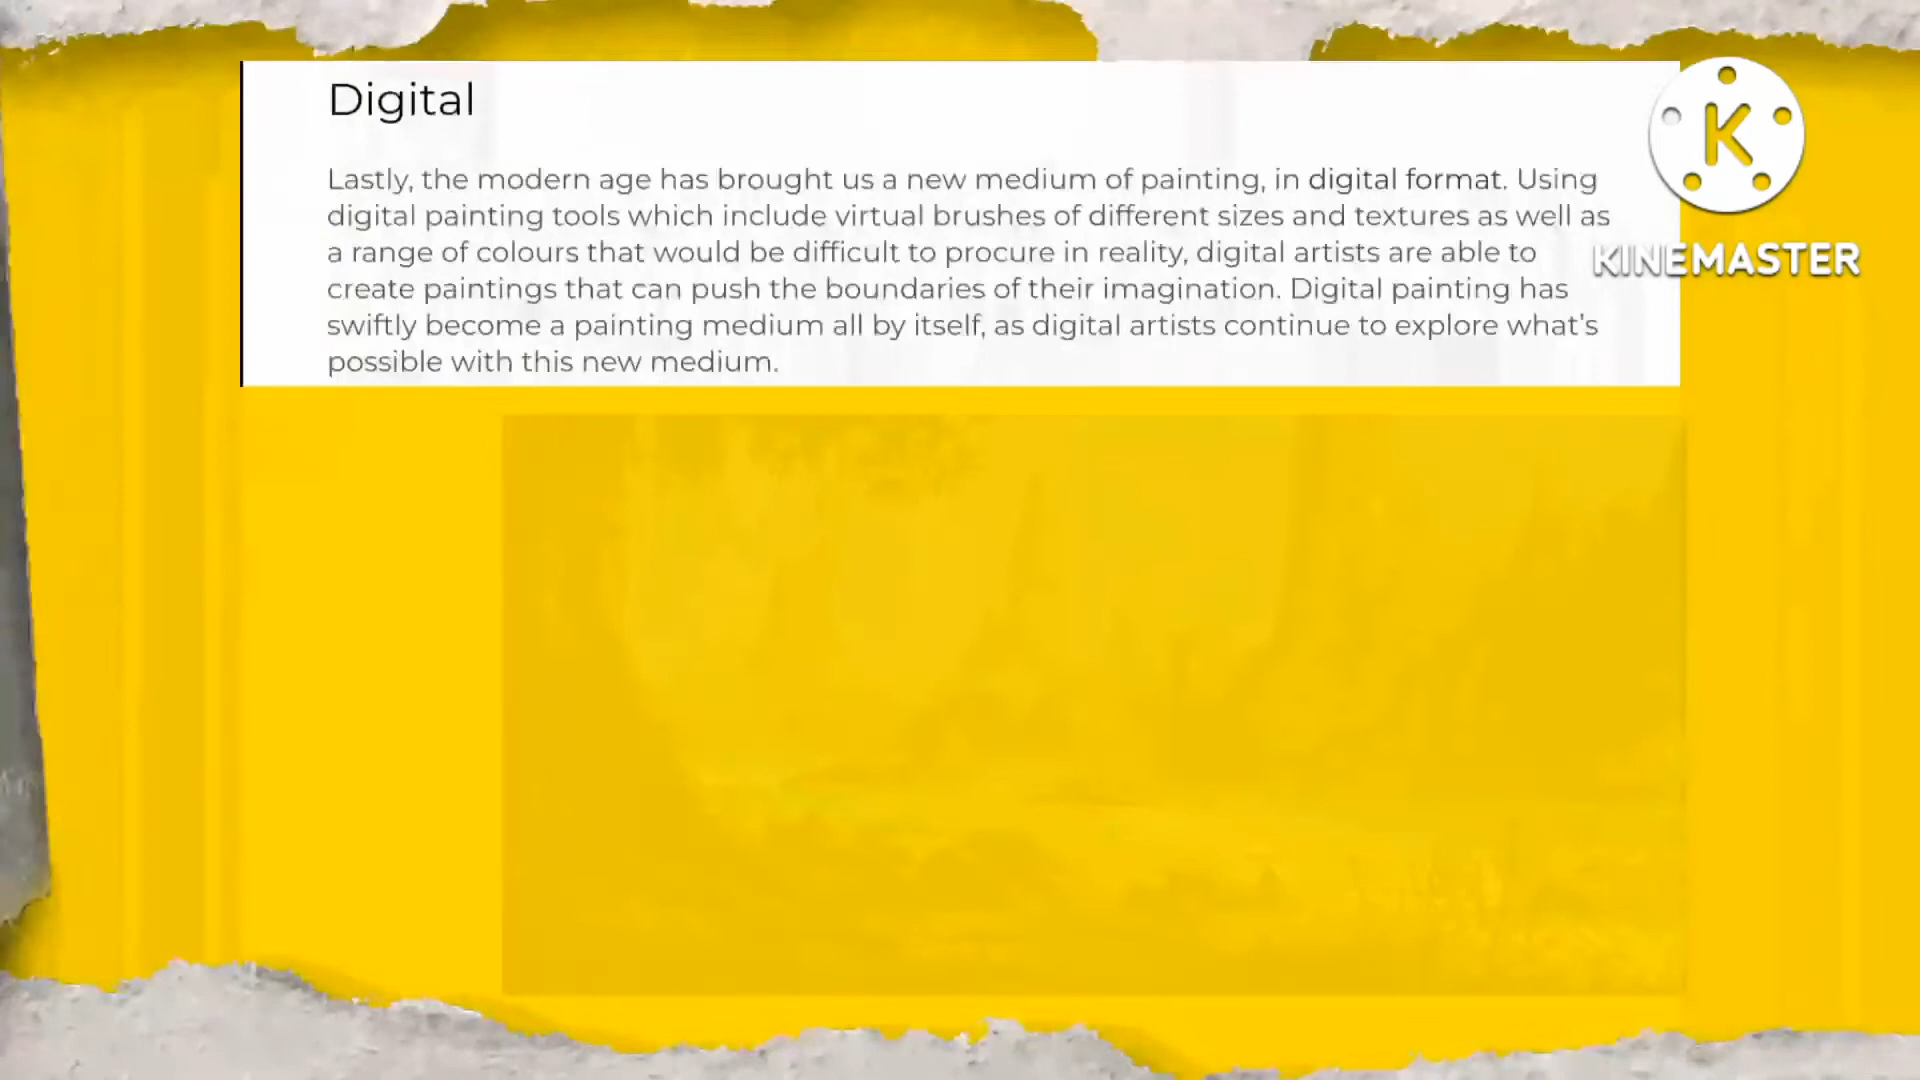 Digital
Lastly, the modern age has brought us a new medium of painting, in digital format. Using
digital painting tools which include virtual brushes of different sizes and textures as well as
a range of colours that would be difficult to procure in reality, digital artists are able to
create paintings that can push the boundaries of their imagination. Digital painting has
swiftly become a painting medium all by itself, as digital artists continue to explore what's
possible with this new medium.
K
KINEMASTER